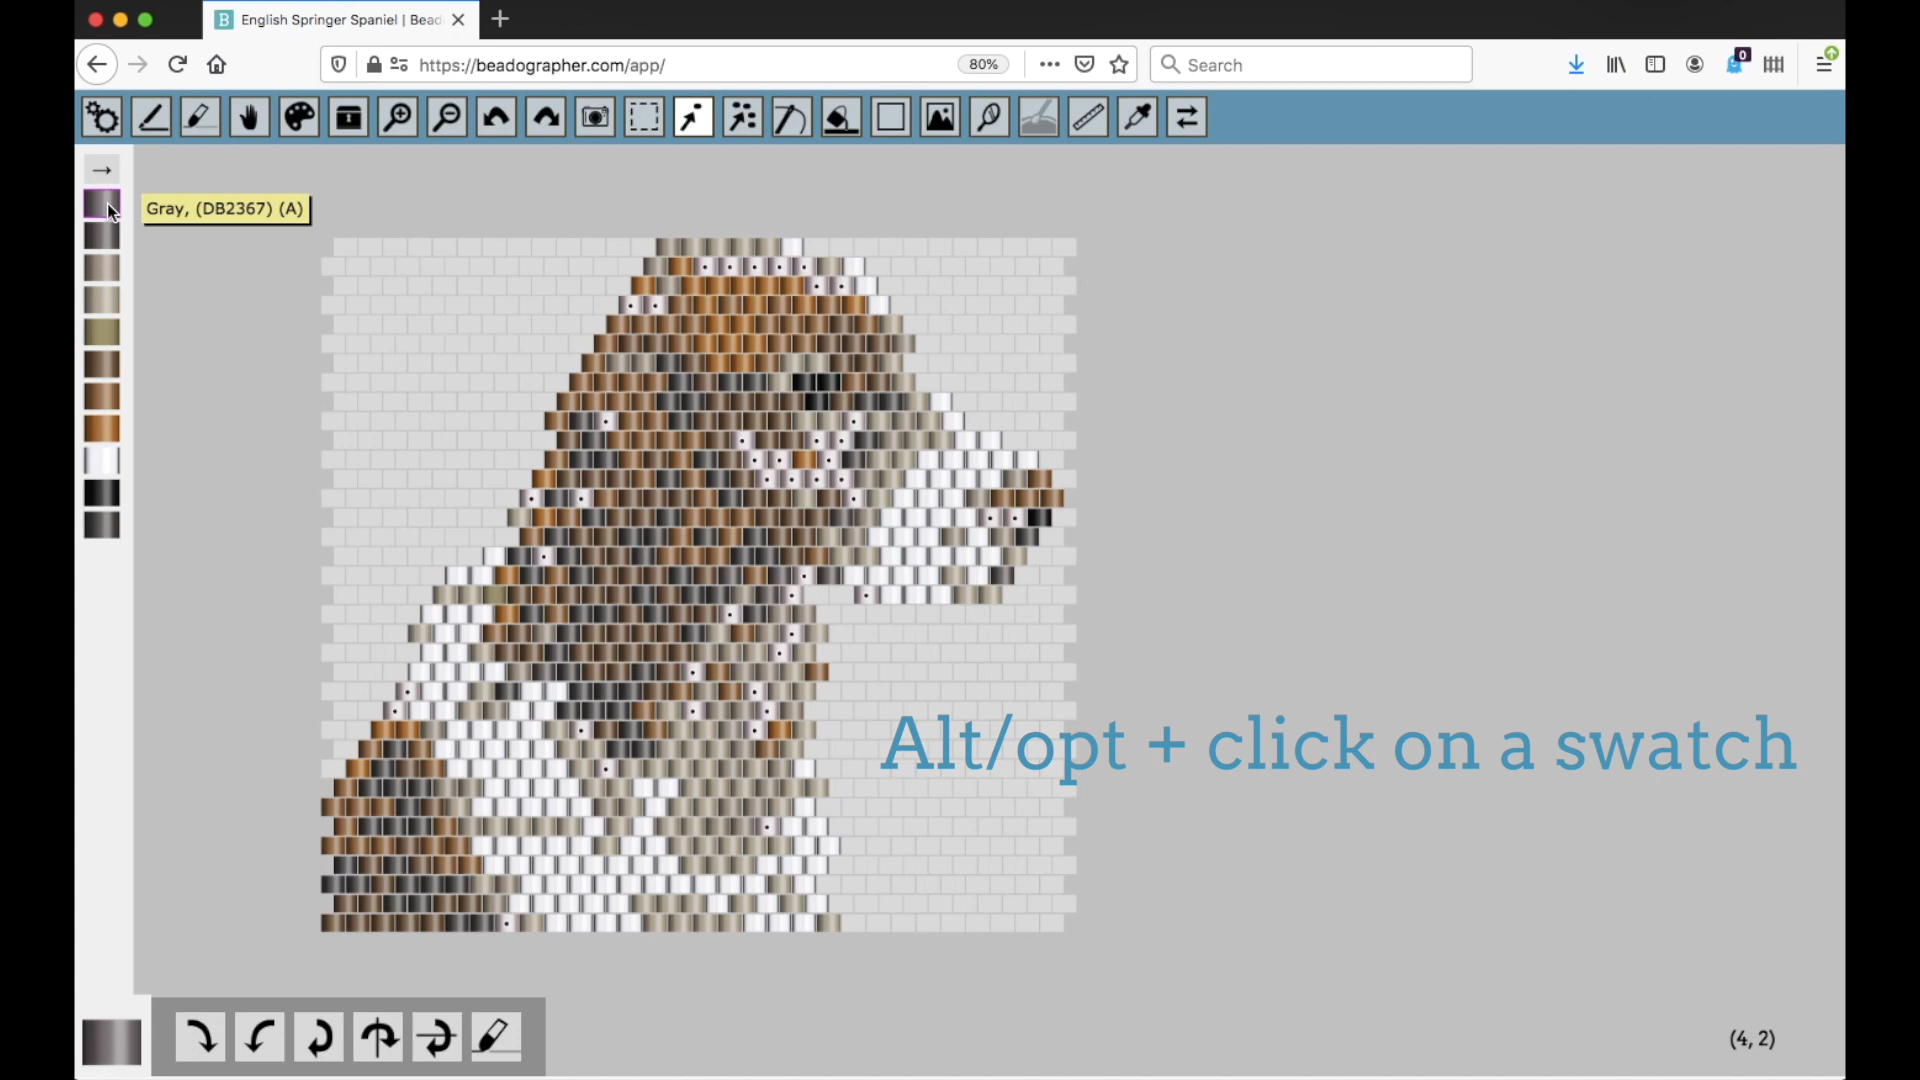 English Springer Spaniel | Bead
https://beadographer.com/app/
80%
Search
0
Gray, (DB2367) (A)
Alt/opt + click on a swatch
(4, 2)